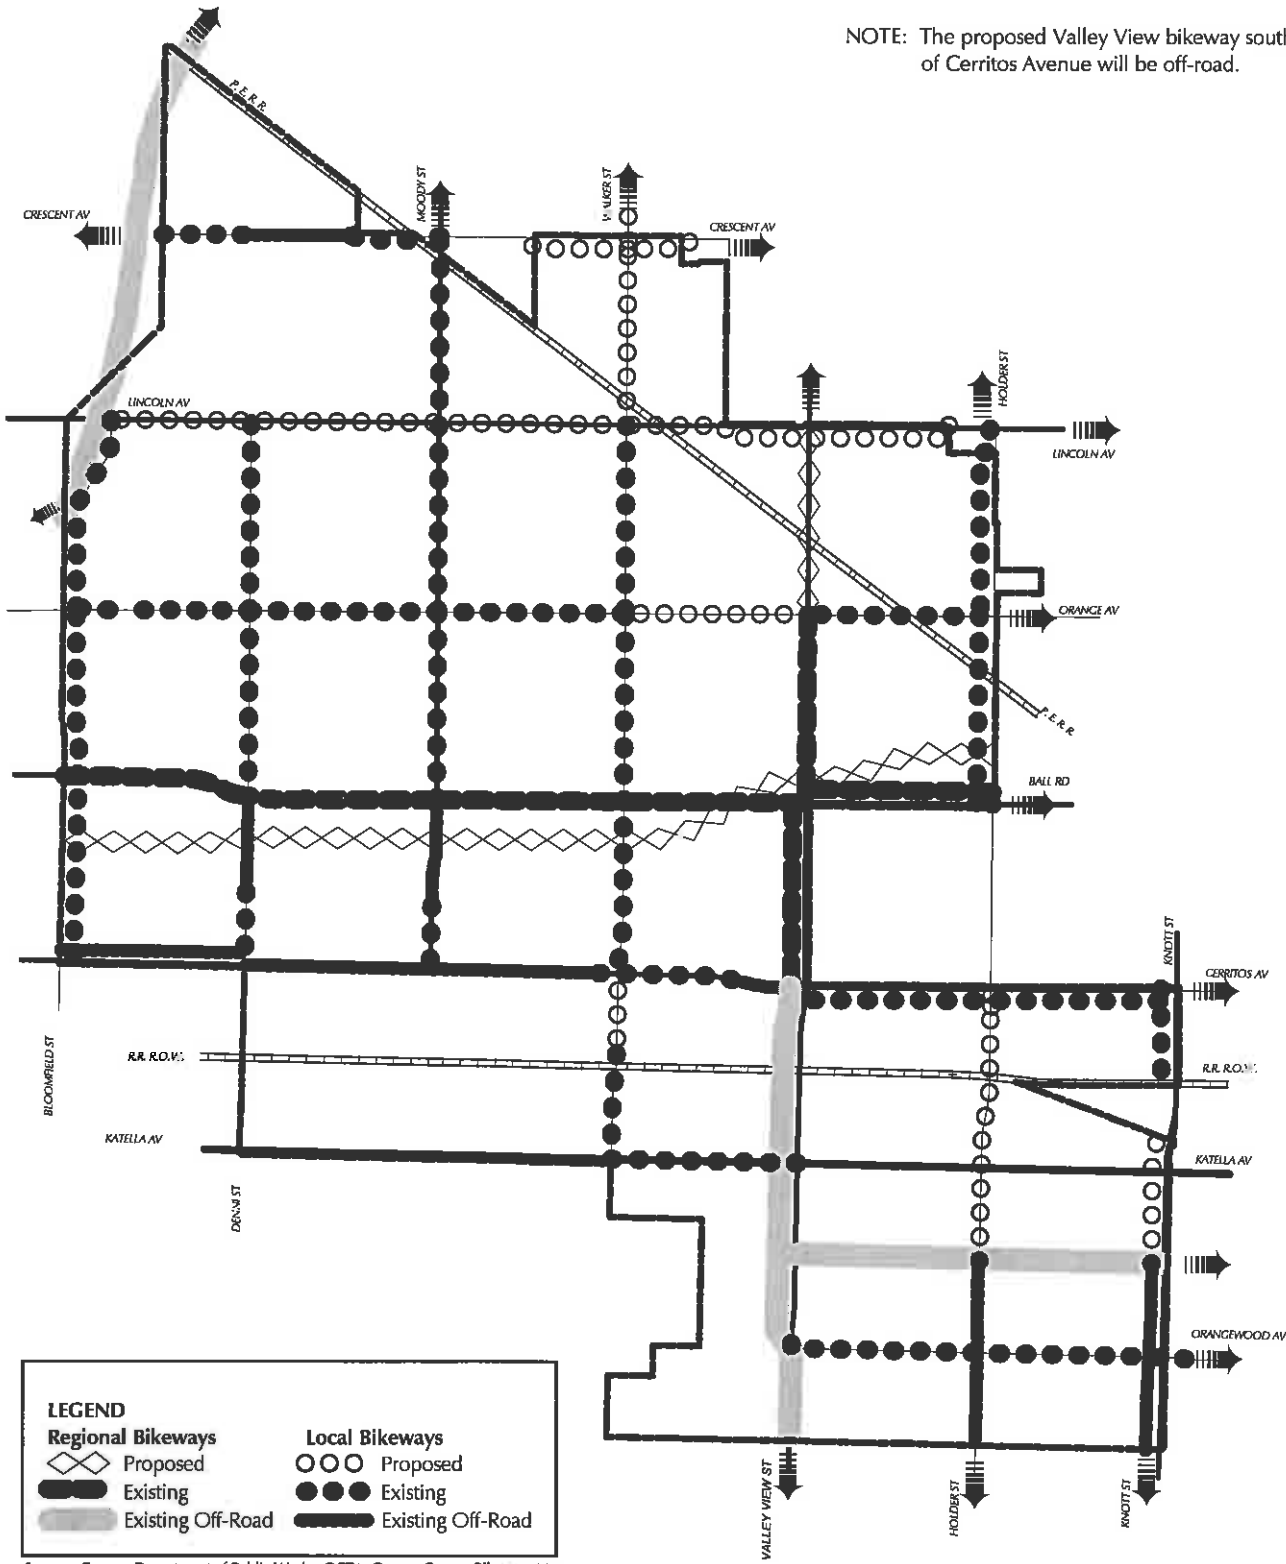 NOTE: The proposed Valley View bikeway south
of Cerritos Avenue will be off-road.
P.E.R.R.
MOODY ST
WALKER ST
CRESCENT AV
CRESCENT AV
HOLDER ST
LINCOLN AV
LINCOLN AV
ORANGE AV
P.E.R.R.
BALL RD
KNOTT ST
CERRITOS AV
BLOOMFIELD ST
R.R. R.O.W.
R.R. R.O.W.
KATELLA AV
KATELLA AV
DENNI ST
ORANGEWOOD AV
LEGEND
Regional Bikeways Local Bikeways
Proposed Proposed
Existing Existing
Existing Off-Road Existing Off-Road
VALLEY VIEW ST
HOLDER ST
KNOTT ST